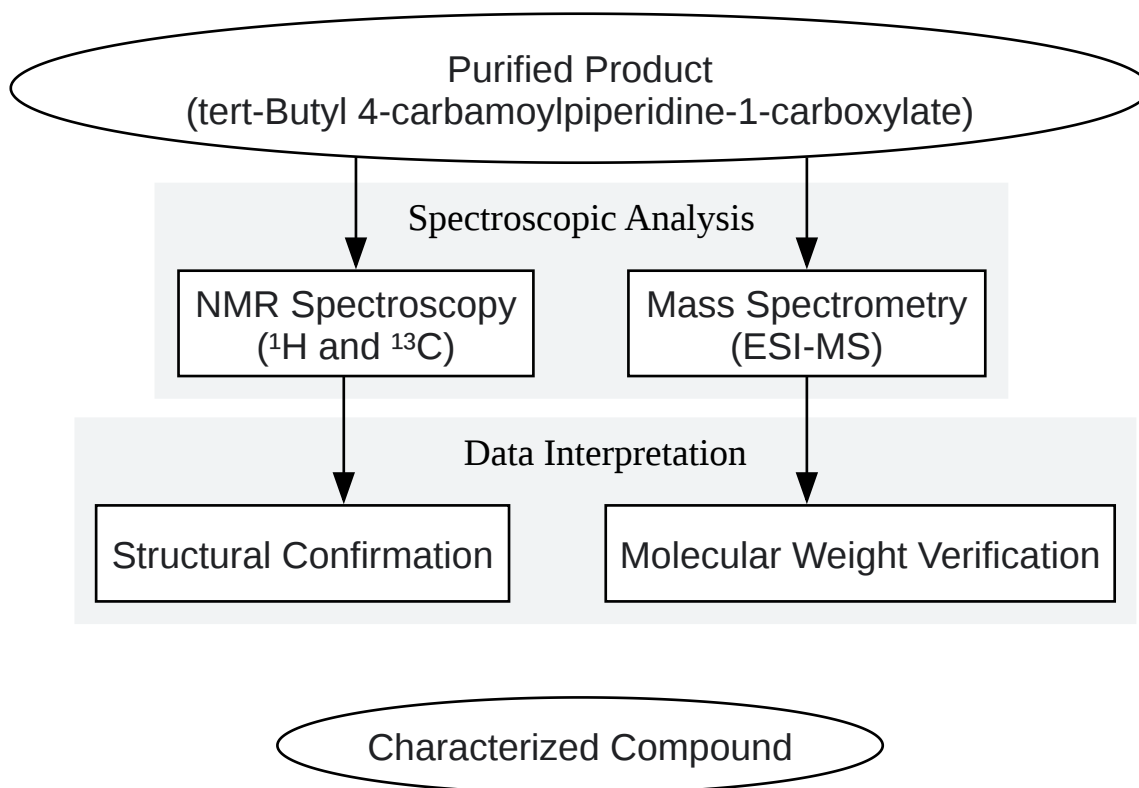 Purified Product
(tert-Butyl 4-carbamoylpiperidine-1-carboxylate)
Spectroscopic Analysis
NMR Spectroscopy
(¹H and ¹³C)
Mass Spectrometry
(ESI-MS)
Data Interpretation
Structural Confirmation
Molecular Weight Verification
Characterized Compound